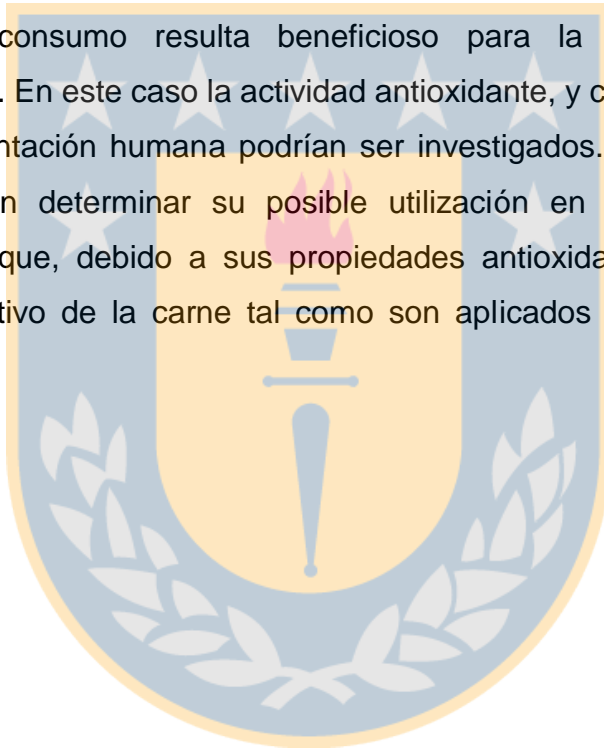 consumo resulta beneficioso para la
. En este caso la actividad antioxidante, y c
ntación humana podrían ser investigados.
n determinar su posible utilización en
que, debido a sus propiedades antioxida
tivo de la carne tal como son aplicados